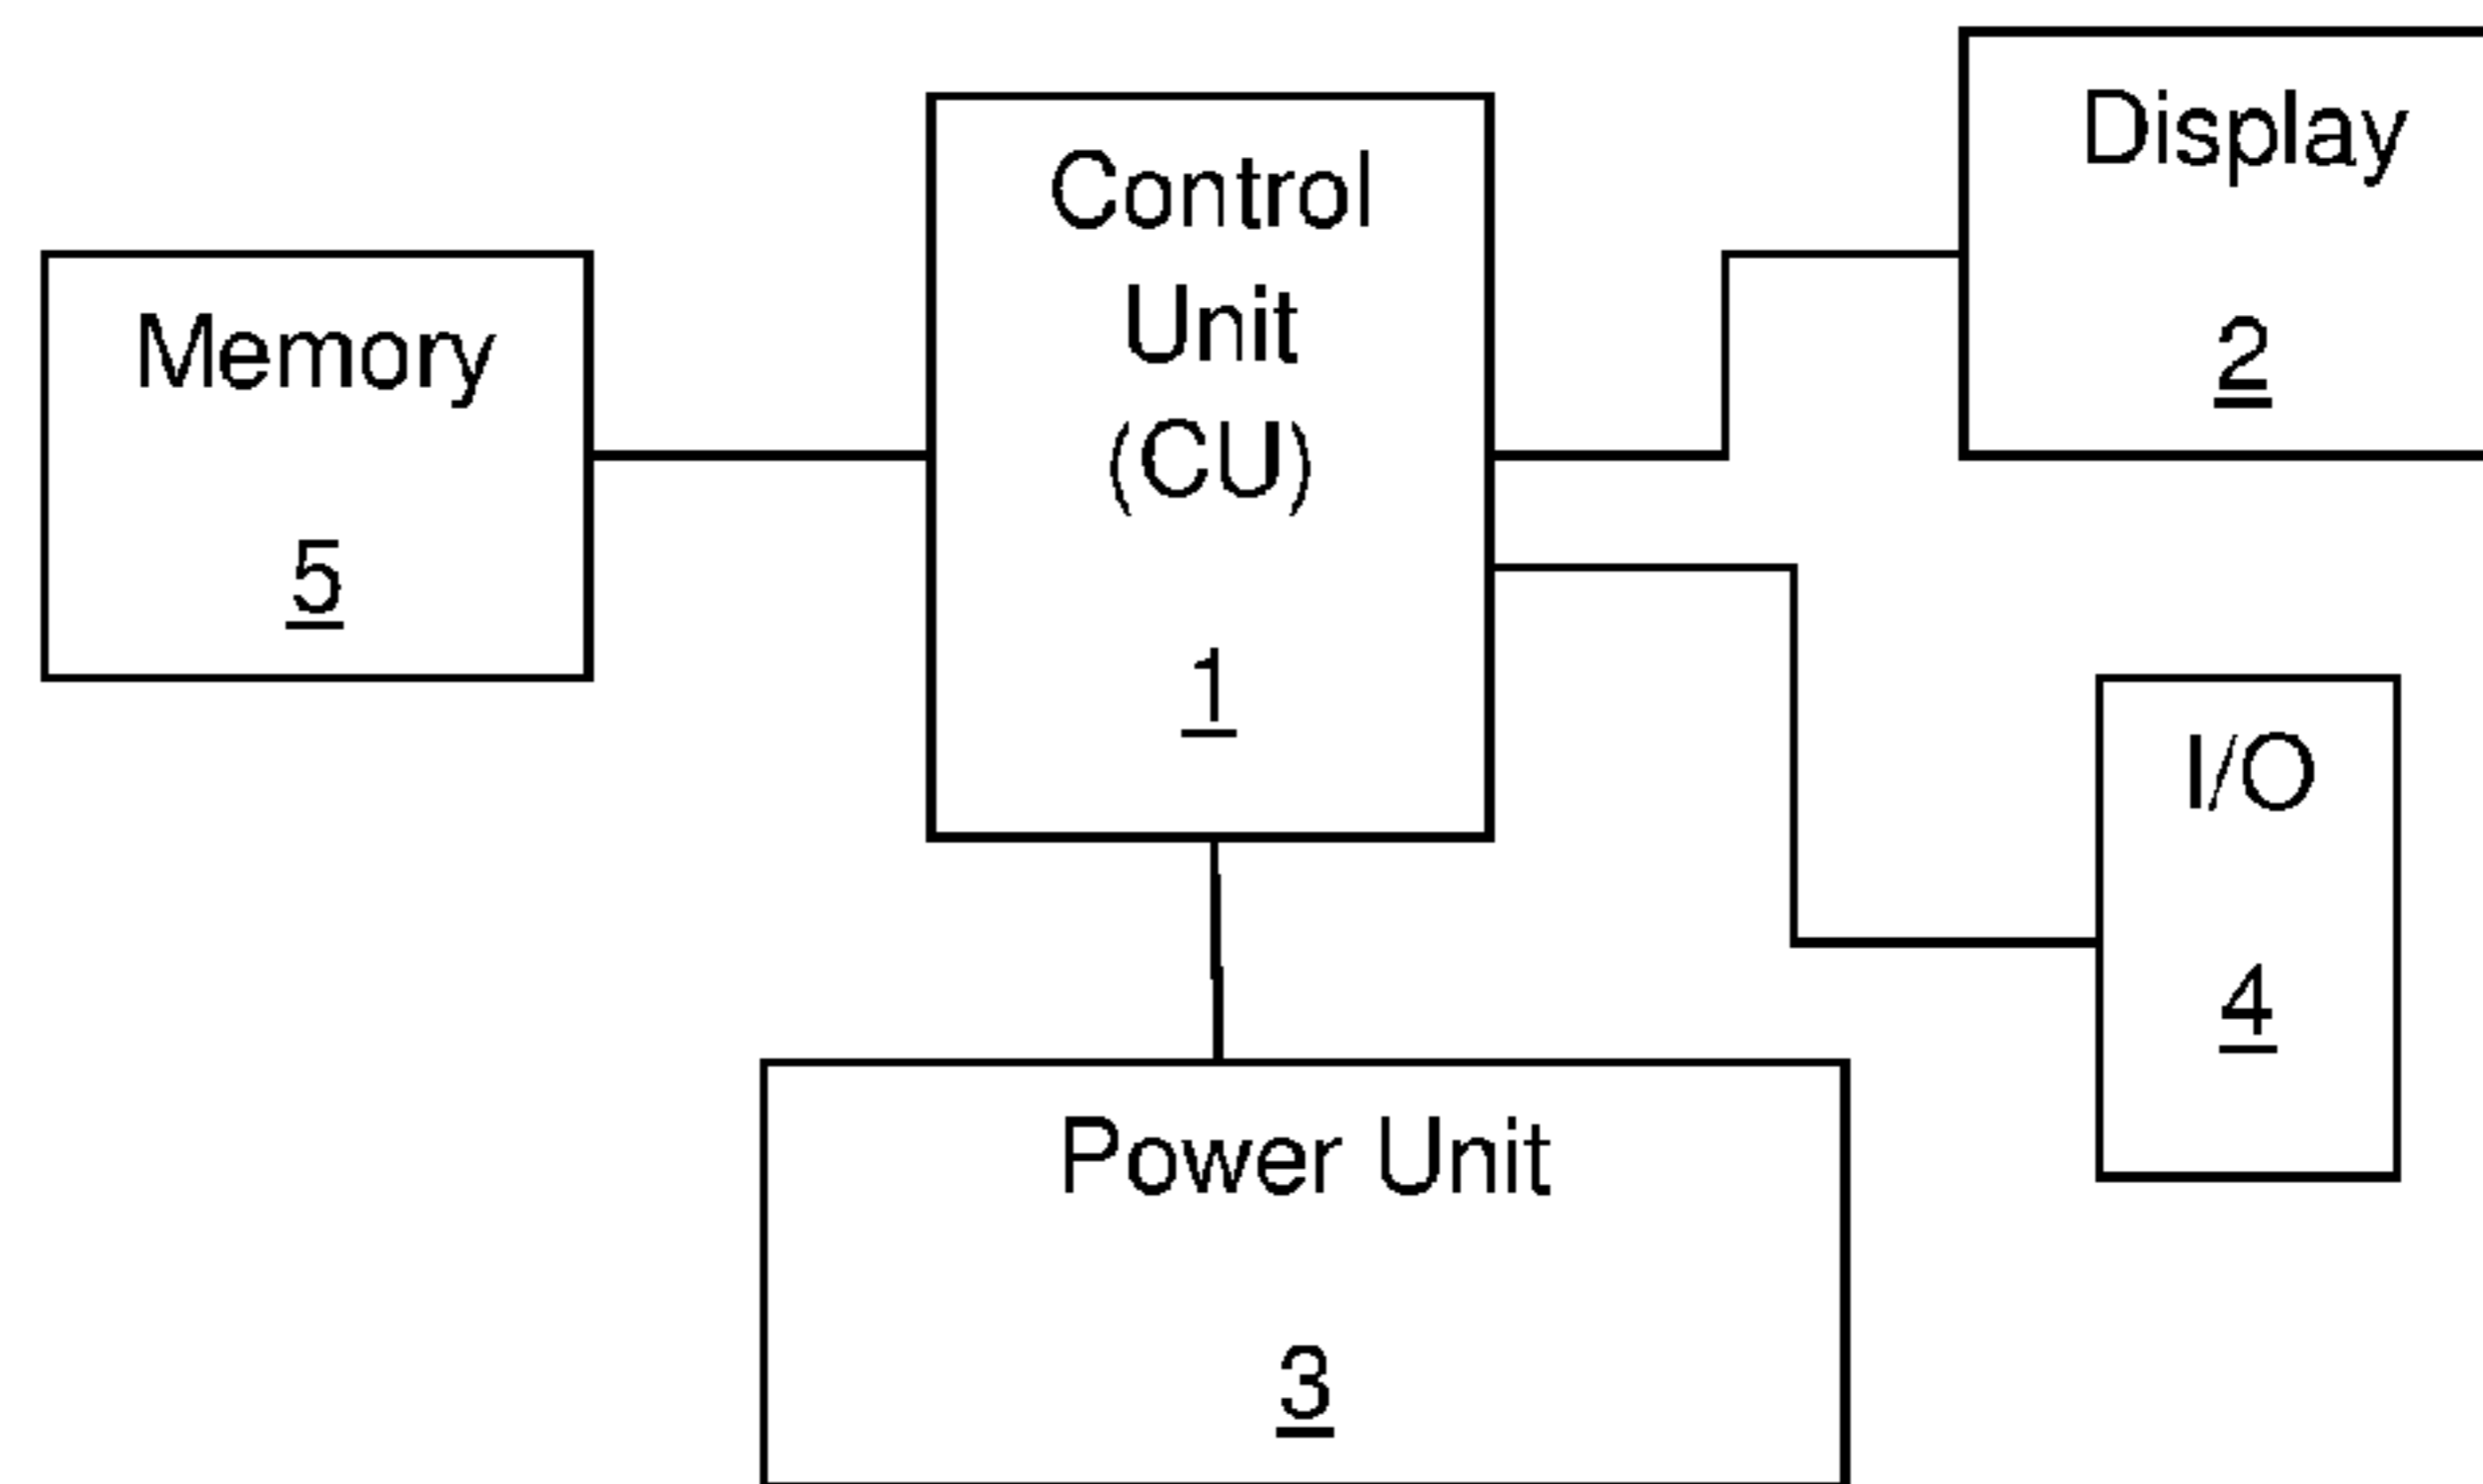 Memory
5
Control
Unit
(CU)
1
Display
2
I/O
4
Power Unit
3